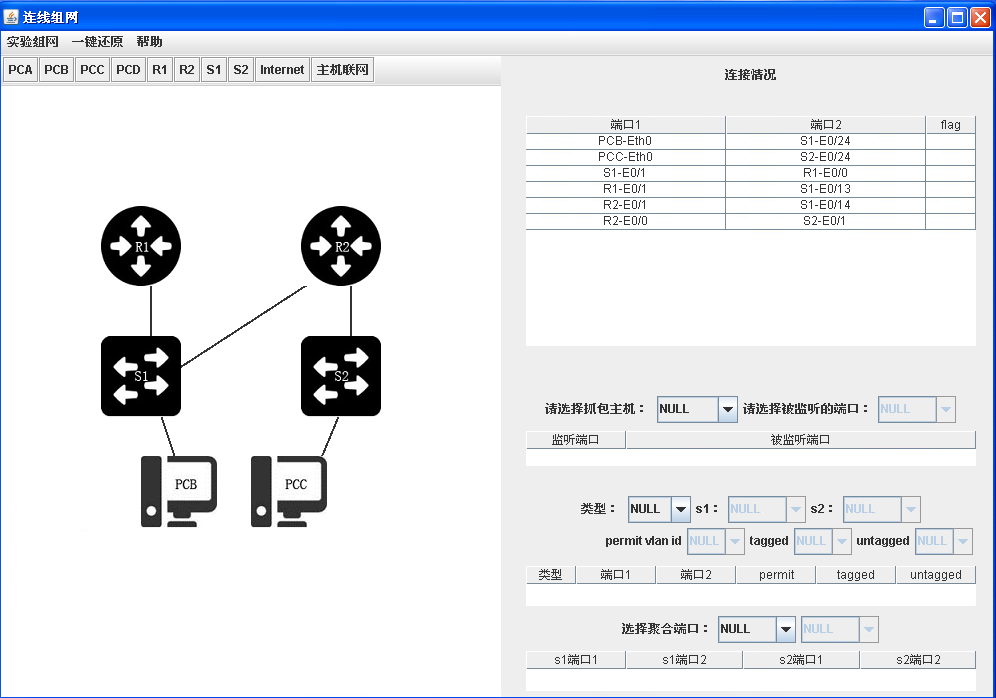 连线组网
实验组网 一键还原 帮助
PCA PCB PCC PCD R1 R2 S1 S2 Internet 主机联网
连接情况
端口1 端口2 flag
PCB-Eth0 S1-E0/24
PCC-Eth0 S2-E0/24
S1-E0/1 R1-E0/0
R1-E0/1 S1-E0/13
R2-E0/1 S1-E0/14
R2-E0/0 S2-E0/1
R1 R2
S1 S2
PCB PCC
请选择抓包主机： NULL 请选择被监听的端口： NULL
监听端口 被监听端口
类型： NULL s1： NULL s2： NULL
permit vlan id NULL tagged NULL untagged NULL
类型 端口1 端口2 permit tagged untagged
选择聚合端口： NULL NULL
s1端口1 s1端口2 s2端口1 s2端口2